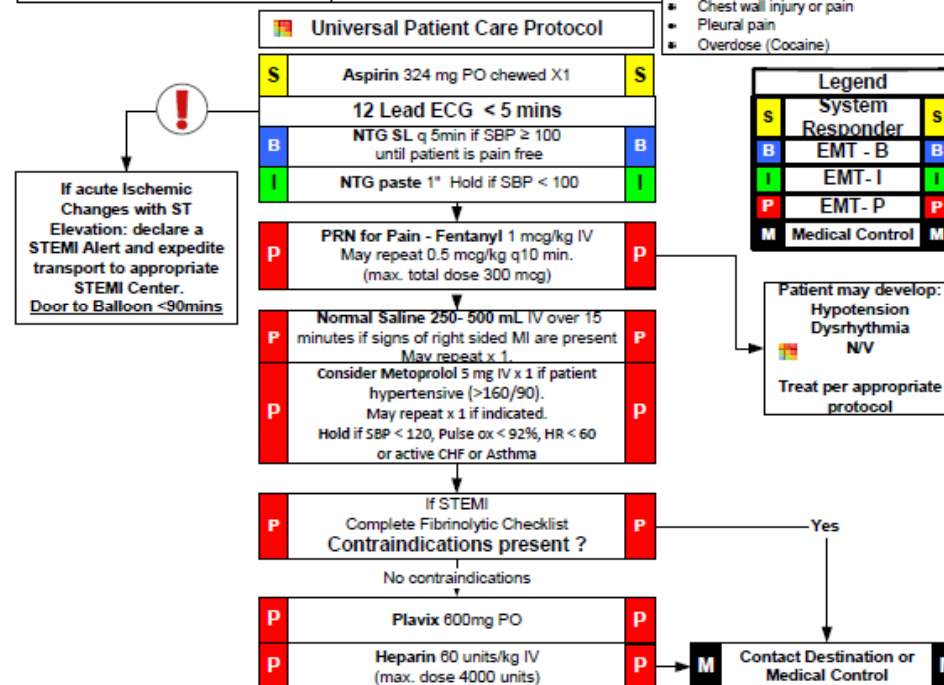 Chest wall injury or pain
Pleural pain
Overdose (Cocaine)
Universal Patient Care Protocol
S Aspirin 324 mg PO chewed X1 S
12 Lead ECG < 5 mins
B NTG SL q 5min if SBP ≥ 100 B
until patient is pain free
I NTG paste 1" Hold if SBP < 100 I
!
If acute Ischemic
Changes with ST
Elevation: declare a
STEMI Alert and expedite
transport to appropriate
STEMI Center.
Door to Balloon <90mins
Legend
S System S
Responder
B EMT - B B
I EMT- I I
P EMT- P P
M Medical Control M
P PRN for Pain - Fentanyl 1 mcg/kg IV P
May repeat 0.5 mcg/kg q10 min.
(max. total dose 300 mcg)
Patient may develop:
Hypotension
Dysrhythmia
N/V
Treat per appropriate
protocol
P Normal Saline 250- 500 mL IV over 15 P
minutes if signs of right sided MI are present
May repeat x 1.
P Consider Metoprolol 5 mg IV x 1 if patient P
hypertensive (>160/90).
May repeat x 1 if indicated.
Hold if SBP < 120, Pulse ox < 92%, HR < 60
or active CHF or Asthma
P If STEMI P
Complete Fibrinolytic Checklist
Contraindications present ?
Yes
No contraindications
P Plavix 600mg PO P
P Heparin 60 units/kg IV P
(max. dose 4000 units)
M Contact Destination or
Medical Control